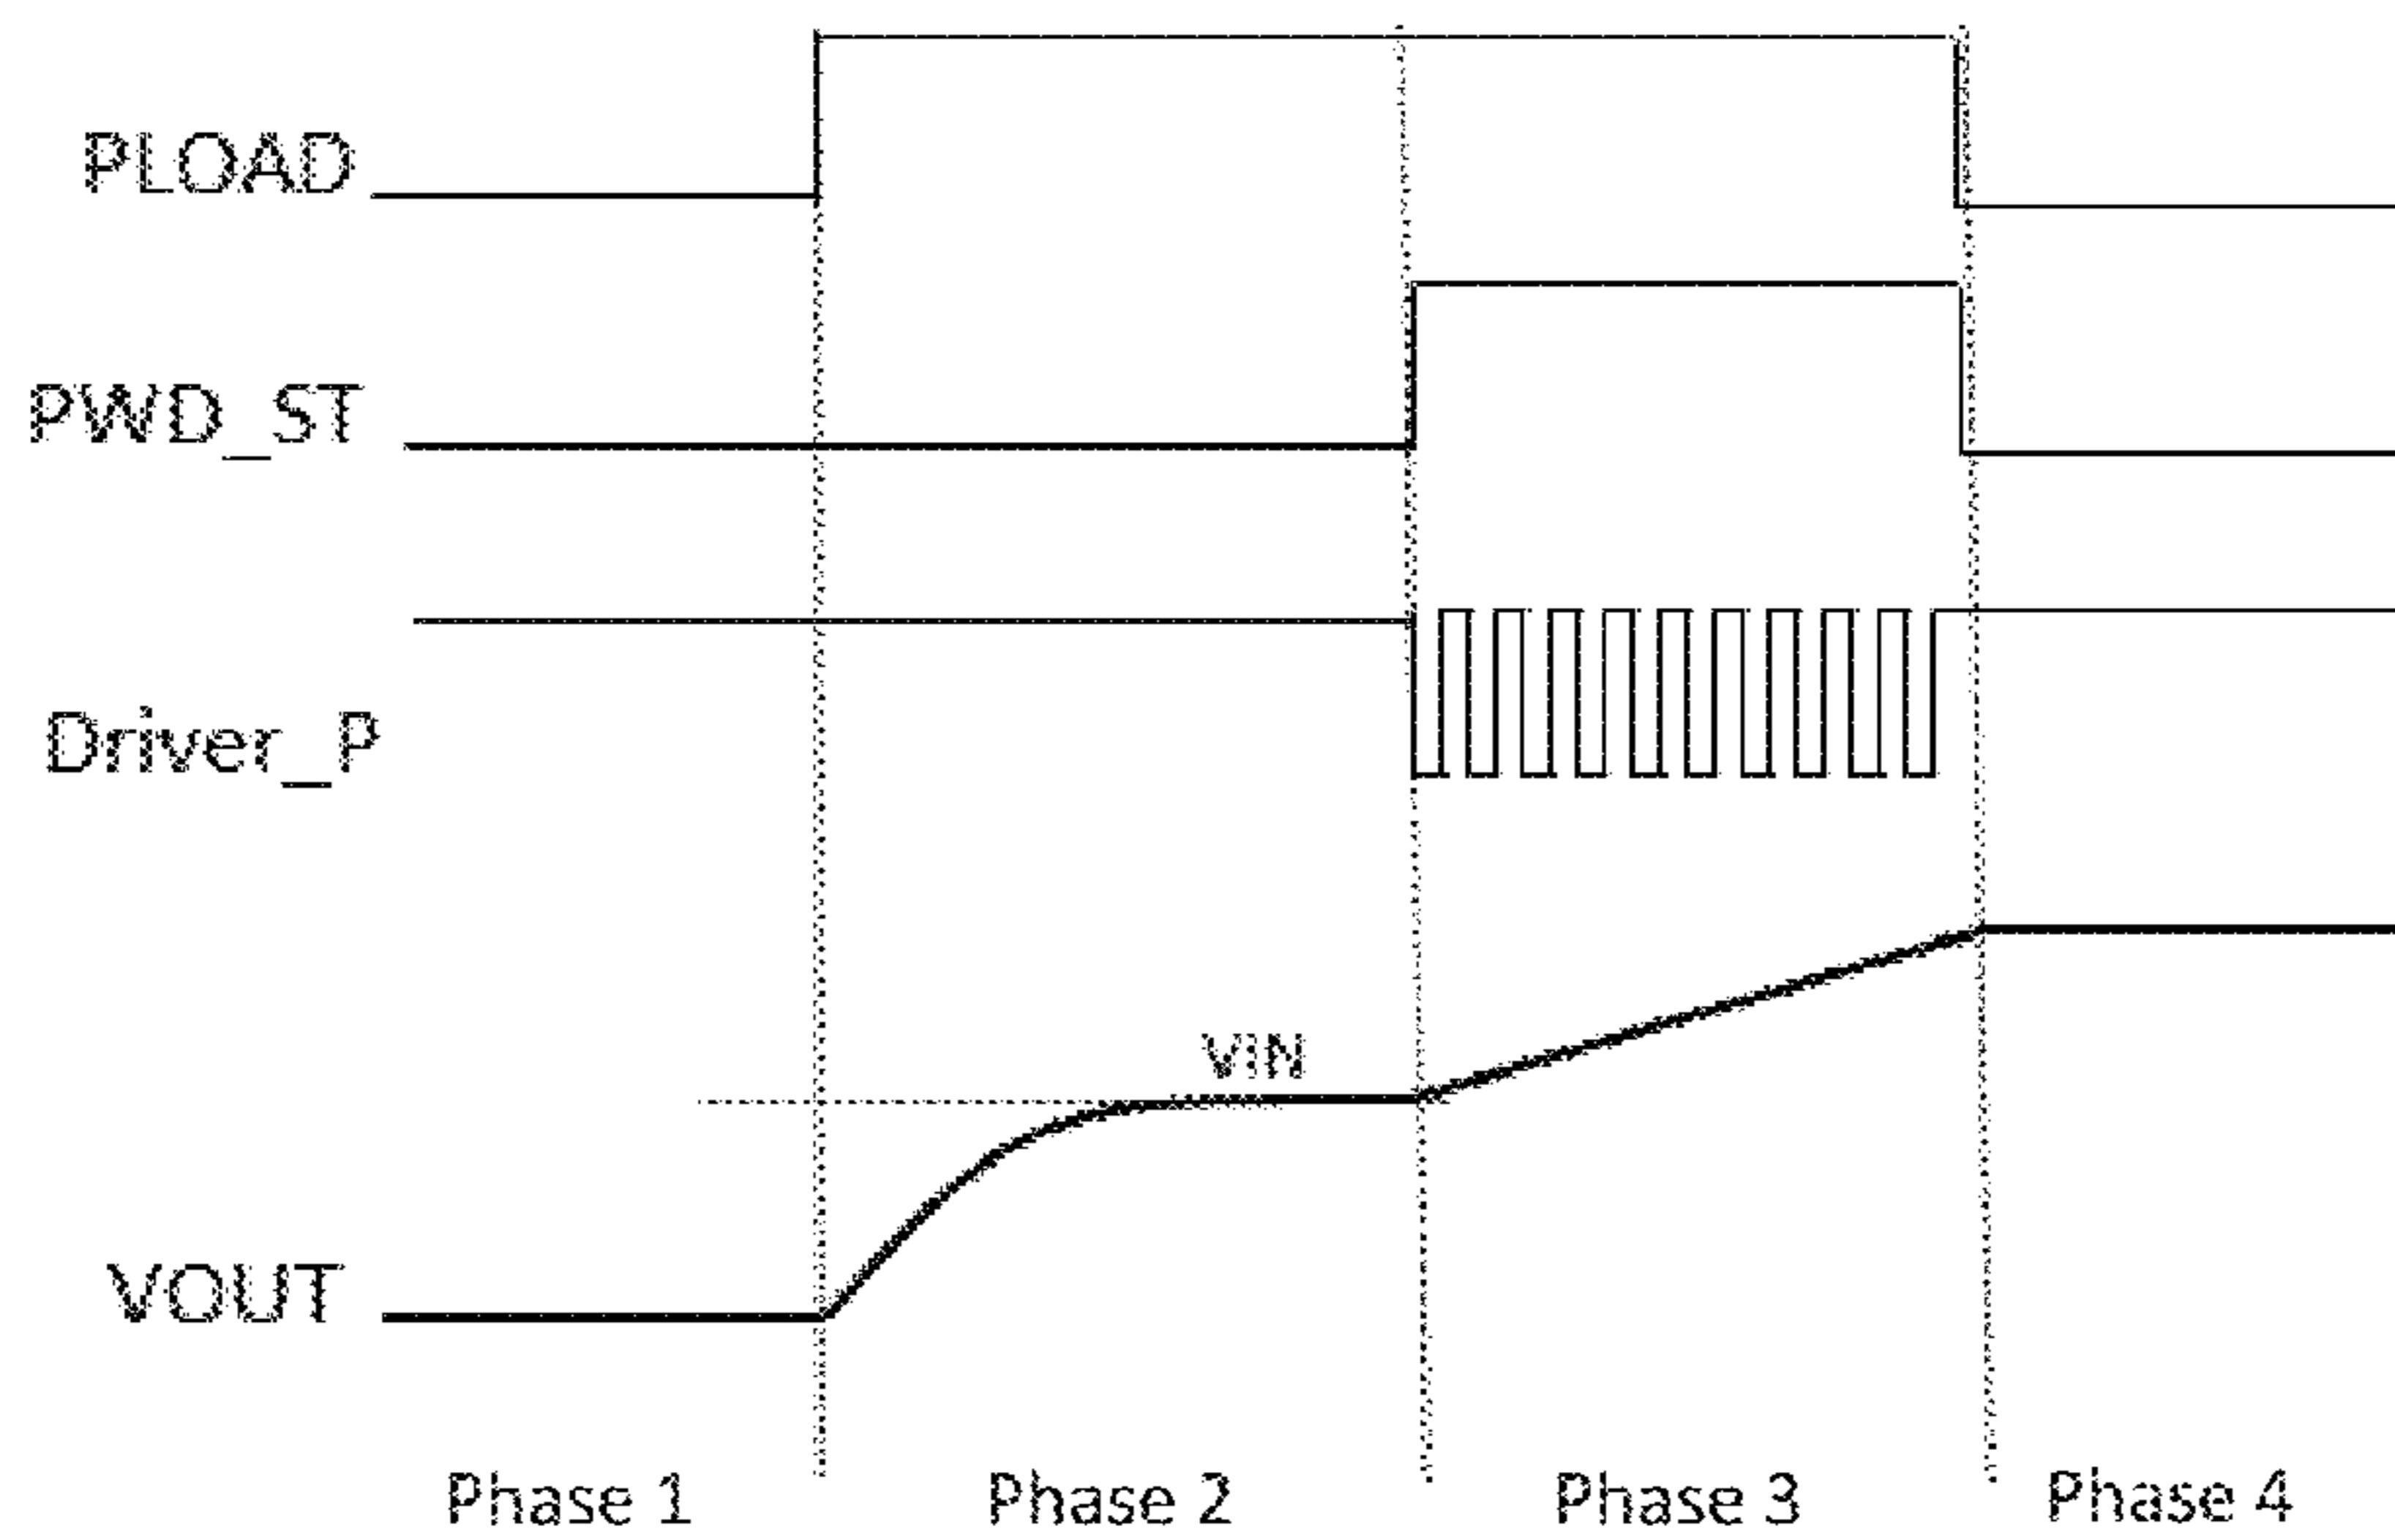 PLOAD
PWD_ST
Driver_P
VIN
VOUT
Phase 1 Phase 2 Phase 3 Phase 4